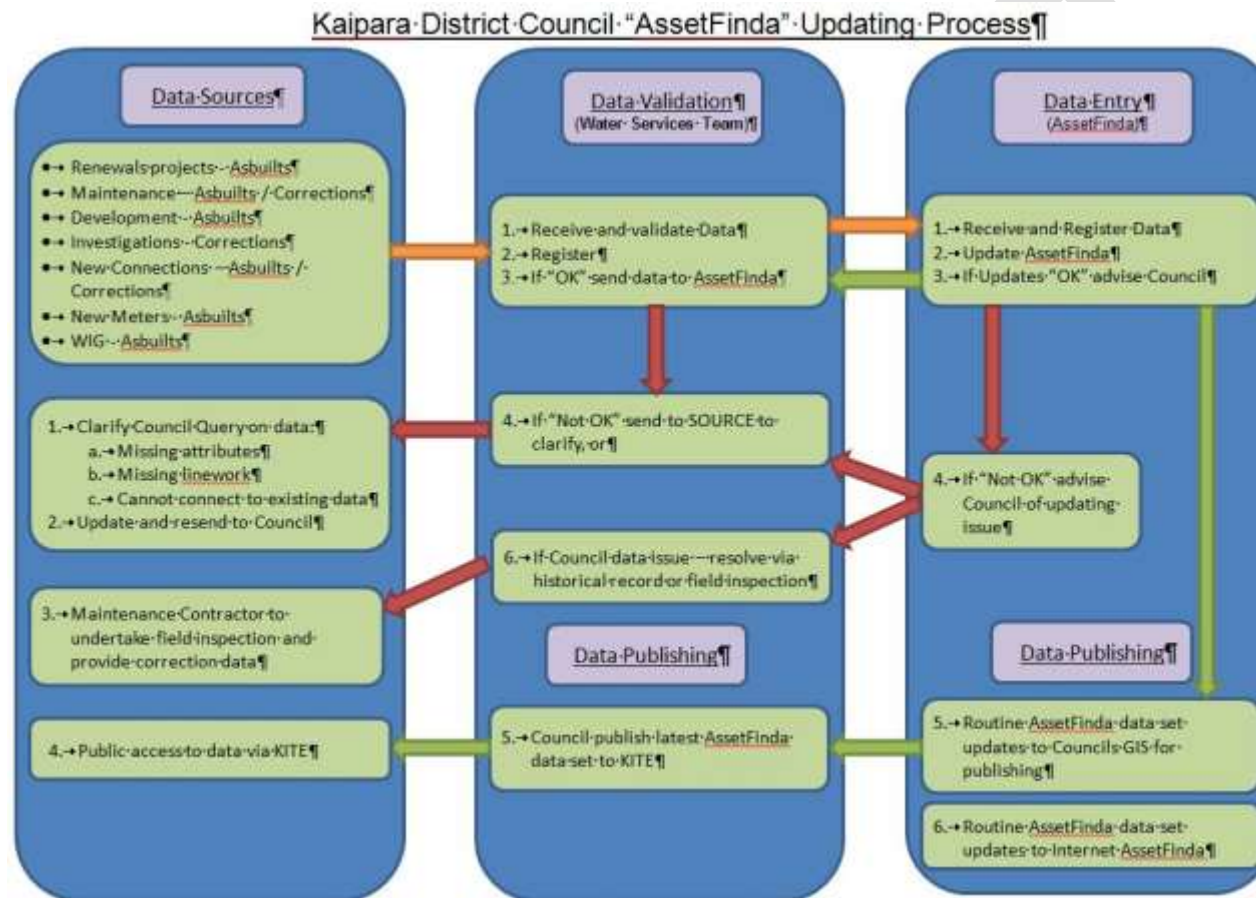 Kaipara·District·Council·"AssetFinda"·Updating·Process¶
Data·Sources¶
■→ Renewals·projects·-·Asbuilts¶
■→ Maintenance·–·Asbuilts·/·Corrections¶
■→ Development·-·Asbuilts¶
■→ Investigations·-·Corrections¶
■→ New·Connections·–·Asbuilts·/·
Corrections¶
■→ New·Meters·-·Asbuilts¶
■→ WIG·-·Asbuilts¶
1.→Clarify·Council·Query·on·data:¶
a.→Missing·attributes¶
b.→Missing·linework¶
c.→Cannot·connect·to·existing·data¶
2.→Update·and·resend·to·Council¶
3.→Maintenance·Contractor·to·
undertake·field·inspection·and·
provide·correction·data¶
4.→Public·access·to·data·via·KITE¶
Data·Validation¶
(Water·Services·Team)¶
1.→Receive·and·validate·Data¶
2.→Register¶
3.→If·"OK"·send·data·to·AssetFinda¶
4.→If·"Not·OK"·send·to·SOURCE·to·
clarify,·or¶
6.→If·Council·data·issue·–·resolve·via·
historical·record·or·field·inspection¶
Data·Publishing¶
5.→Council·publish·latest·AssetFinda·
data·set·to·KITE¶
Data·Entry¶
(AssetFinda)¶
1.→Receive·and·Register·Data¶
2.→Update·AssetFinda¶
3.→If·Updates·"OK"·advise·Council¶
4.→If·"Not·OK"·advise·
Council·of·updating·
issue¶
Data·Publishing¶
5.→Routine·AssetFinda·data·set·
updates·to·Councils·GIS·for·
publishing¶
6.→Routine·AssetFinda·data·set·
updates·to·Internet·AssetFinda¶